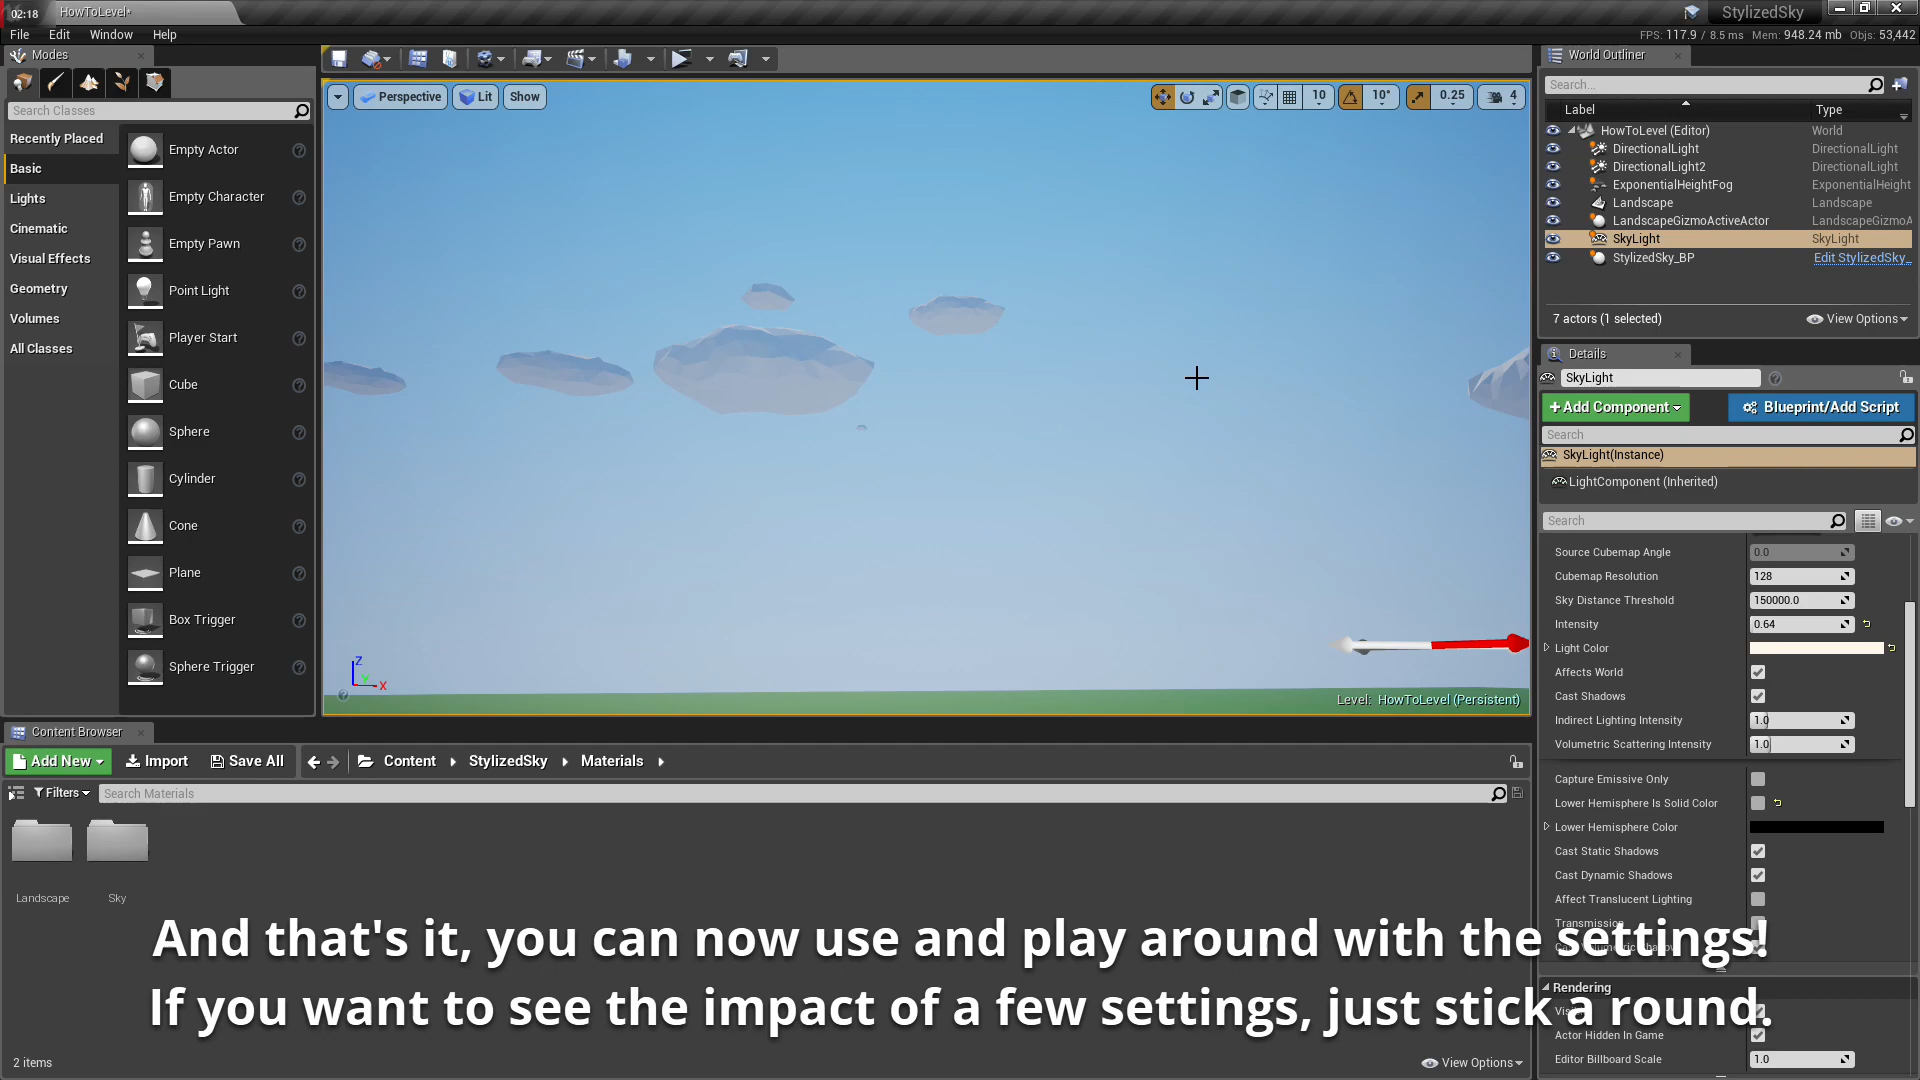 02:18
HowToLevel*
StylizedSky
File Edit Window Help
FPS: 117.9 / 8.5 ms Mem: 948.24 mb Objs: 53,442
Modes
Search Classes
Recently Placed
Basic
Lights
Cinematic
Visual Effects
Geometry
Volumes
All Classes
Empty Actor
Empty Character
Empty Pawn
Point Light
Player Start
Cube
Sphere
Cylinder
Cone
Plane
Box Trigger
Sphere Trigger
Perspective Lit Show
10 10° 0.25 4
Z
Y
X
Level: HowToLevel (Persistent)
World Outliner
Search...
Label Type
HowToLevel (Editor) World
DirectionalLight DirectionalLight
DirectionalLight2 DirectionalLight
ExponentialHeightFog ExponentialHeight
Landscape Landscape
LandscapeGizmoActiveActor LandscapeGizmoA
SkyLight SkyLight
StylizedSky_BP Edit StylizedSky_
7 actors (1 selected) View Options
Details
SkyLight
+Add Component Blueprint/Add Script
Search
SkyLight(Instance)
LightComponent (Inherited)
Search
Source Cubemap Angle 0.0
Cubemap Resolution 128
Sky Distance Threshold 150000.0
Intensity 0.64
Light Color
Affects World
Cast Shadows
Indirect Lighting Intensity 1.0
Volumetric Scattering Intensity 1.0
Capture Emissive Only
Lower Hemisphere Is Solid Color
Lower Hemisphere Color
Cast Static Shadows
Cast Dynamic Shadows
Affect Translucent Lighting
Transmission
Rendering
Actor Hidden In Game
Editor Billboard Scale 1.0
Content Browser
Add New Import Save All Content StylizedSky Materials
Filters Search Materials
Landscape Sky
And that's it, you can now use and play around with the settings!
If you want to see the impact of a few settings, just stick a round.
2 items View Options